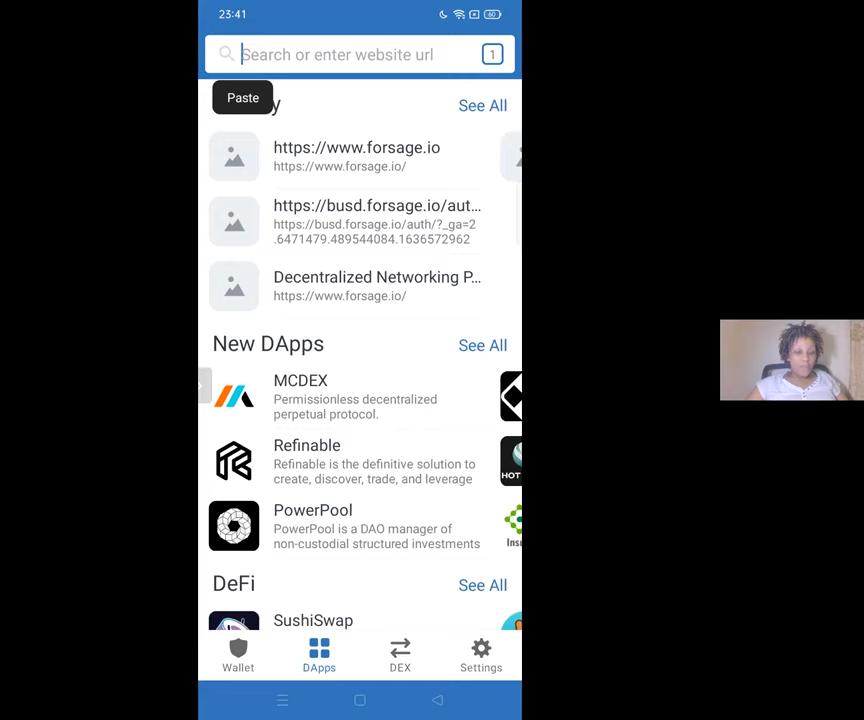 23:41
60
Search or enter website url
1
Paste
y
See All
https://www.forsage.io
https://www.forsage.io/
https://busd.forsage.io/aut...
https://busd.forsage.io/auth/?_ga=2
.6471479.489544084.1636572962
Decentralized Networking P...
https://www.forsage.io/
New DApps
See All
MCDEX
Permissionless decentralized
perpetual protocol.
Refinable
Refinable is the definitive solution to
create, discover, trade, and leverage
HOT
PowerPool
PowerPool is a DAO manager of
non-custodial structured investments
Ins
DeFi
See All
SushiSwap
Wallet
DApps
DEX
Settings